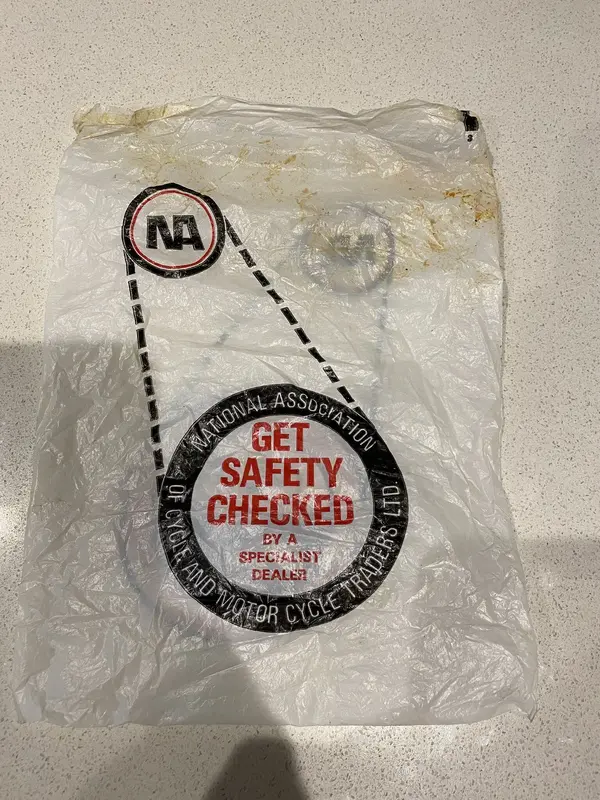 NA
NATIONAL ASSOCIATION
OF CYCLE AND MOTOR CYCLE TRADERS LTD
GET
SAFETY
CHECKED
BY A
SPECIALIST
DEALER